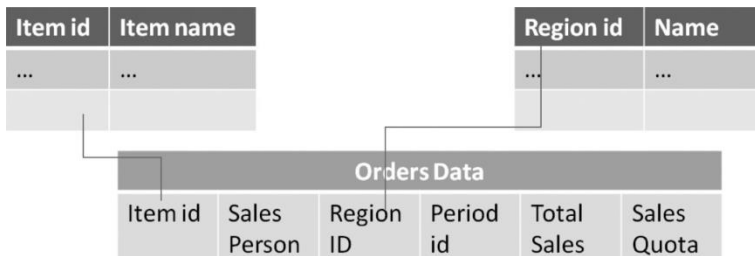 Item id Item name Region id Name
... ... ... ...
Orders Data
Item id Sales Region Period Total Sales
Person ID id Sales Quota